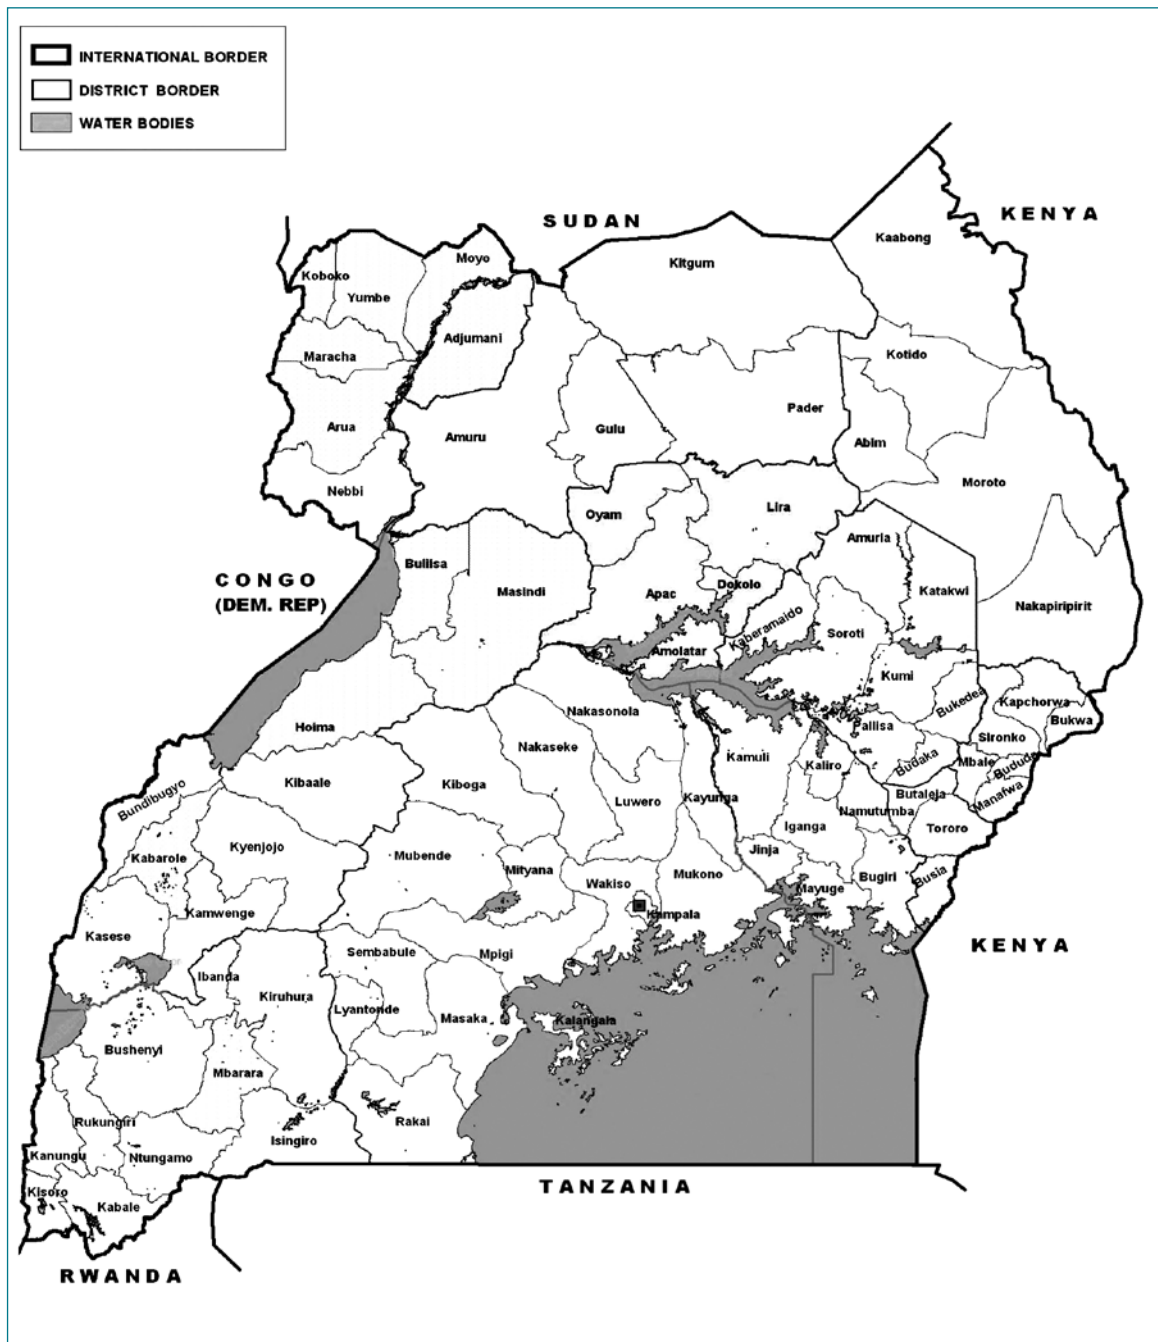 INTERNATIONAL BORDER
DISTRICT BORDER
WATER BODIES
SUDAN
KENYA
Kaabong
Kitgum
Moyo
Koboko
Yumbe
Adjumani
Maracha
Kotido
Pader
Arua
Amuru
Gulu
Abim
Nebbi
Moroto
Oyam
Lira
Amuria
CONGO
(DEM. REP)
Buliisa
Masindi
Apac
Dokolo
Katakwi
Nakapiripirit
Kaberamaido
Soroti
Amolatar
Kumi
Bukedea
Kapchorwa
Bukwa
Nakasonola
Hoima
Pallisa
Sironko
Nakaseke
Kamuli
Kaliro
Budaka
Mbale
Bududa
Bundibugyo
Kibaale
Kiboga
Luwero
Kayunga
Butaleja
Manafwa
Namutumba
Iganga
Tororo
Kabarole
Kyenjojo
Mubende
Mityana
Jinja
Wakiso
Mukono
Mayuge
Bugiri
Busia
Kamwenge
Kampala
Kasese
Sembabule
Mpigi
KENYA
Ibanda
Kiruhura
Lyantonde
Masaka
Kalangala
Bushenyi
Mbarara
Rukungiri
Rakai
Isingiro
Kanungu
Ntungamo
Kisoro
Kabale
TANZANIA
RWANDA